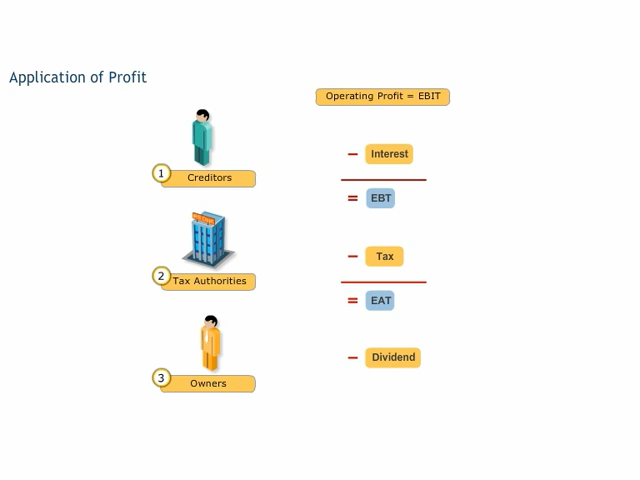 Application of Profit
Operating Profit = EBIT
1 Creditors
− Interest
= EBT
2 Tax Authorities
− Tax
= EAT
3 Owners
− Dividend